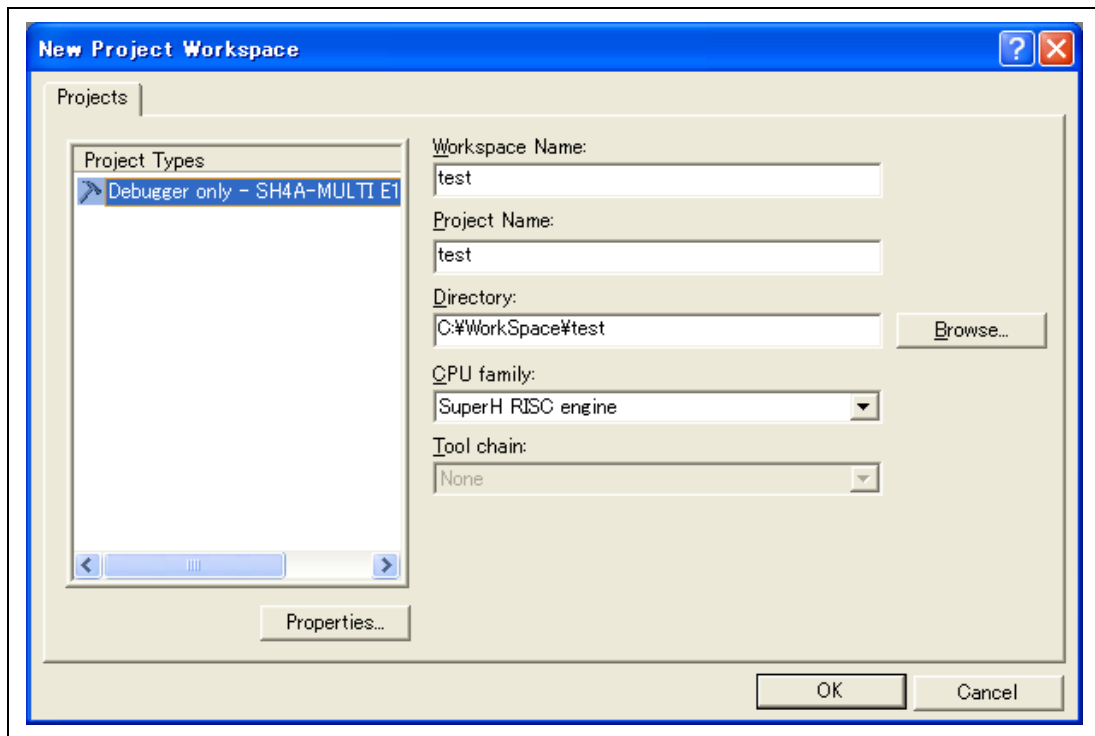 New Project Workspace
Projects
Project Types
Debugger only - SH4A-MULTI E1
Workspace Name:
test
Project Name:
test
Directory:
C:¥WorkSpace¥test
Browse...
CPU family:
SuperH RISC engine
Tool chain:
None
Properties...
OK
Cancel